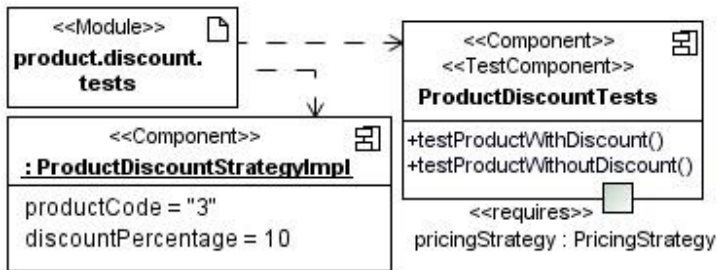 <<Module>>
product.discount.
tests
<<Component>>
: ProductDiscountStrategyImpl
productCode = "3"
discountPercentage = 10
<<Component>>
<<TestComponent>>
ProductDiscountTests
+testProductWithDiscount()
+testProductWithoutDiscount()
<<requires>>
pricingStrategy : PricingStrategy